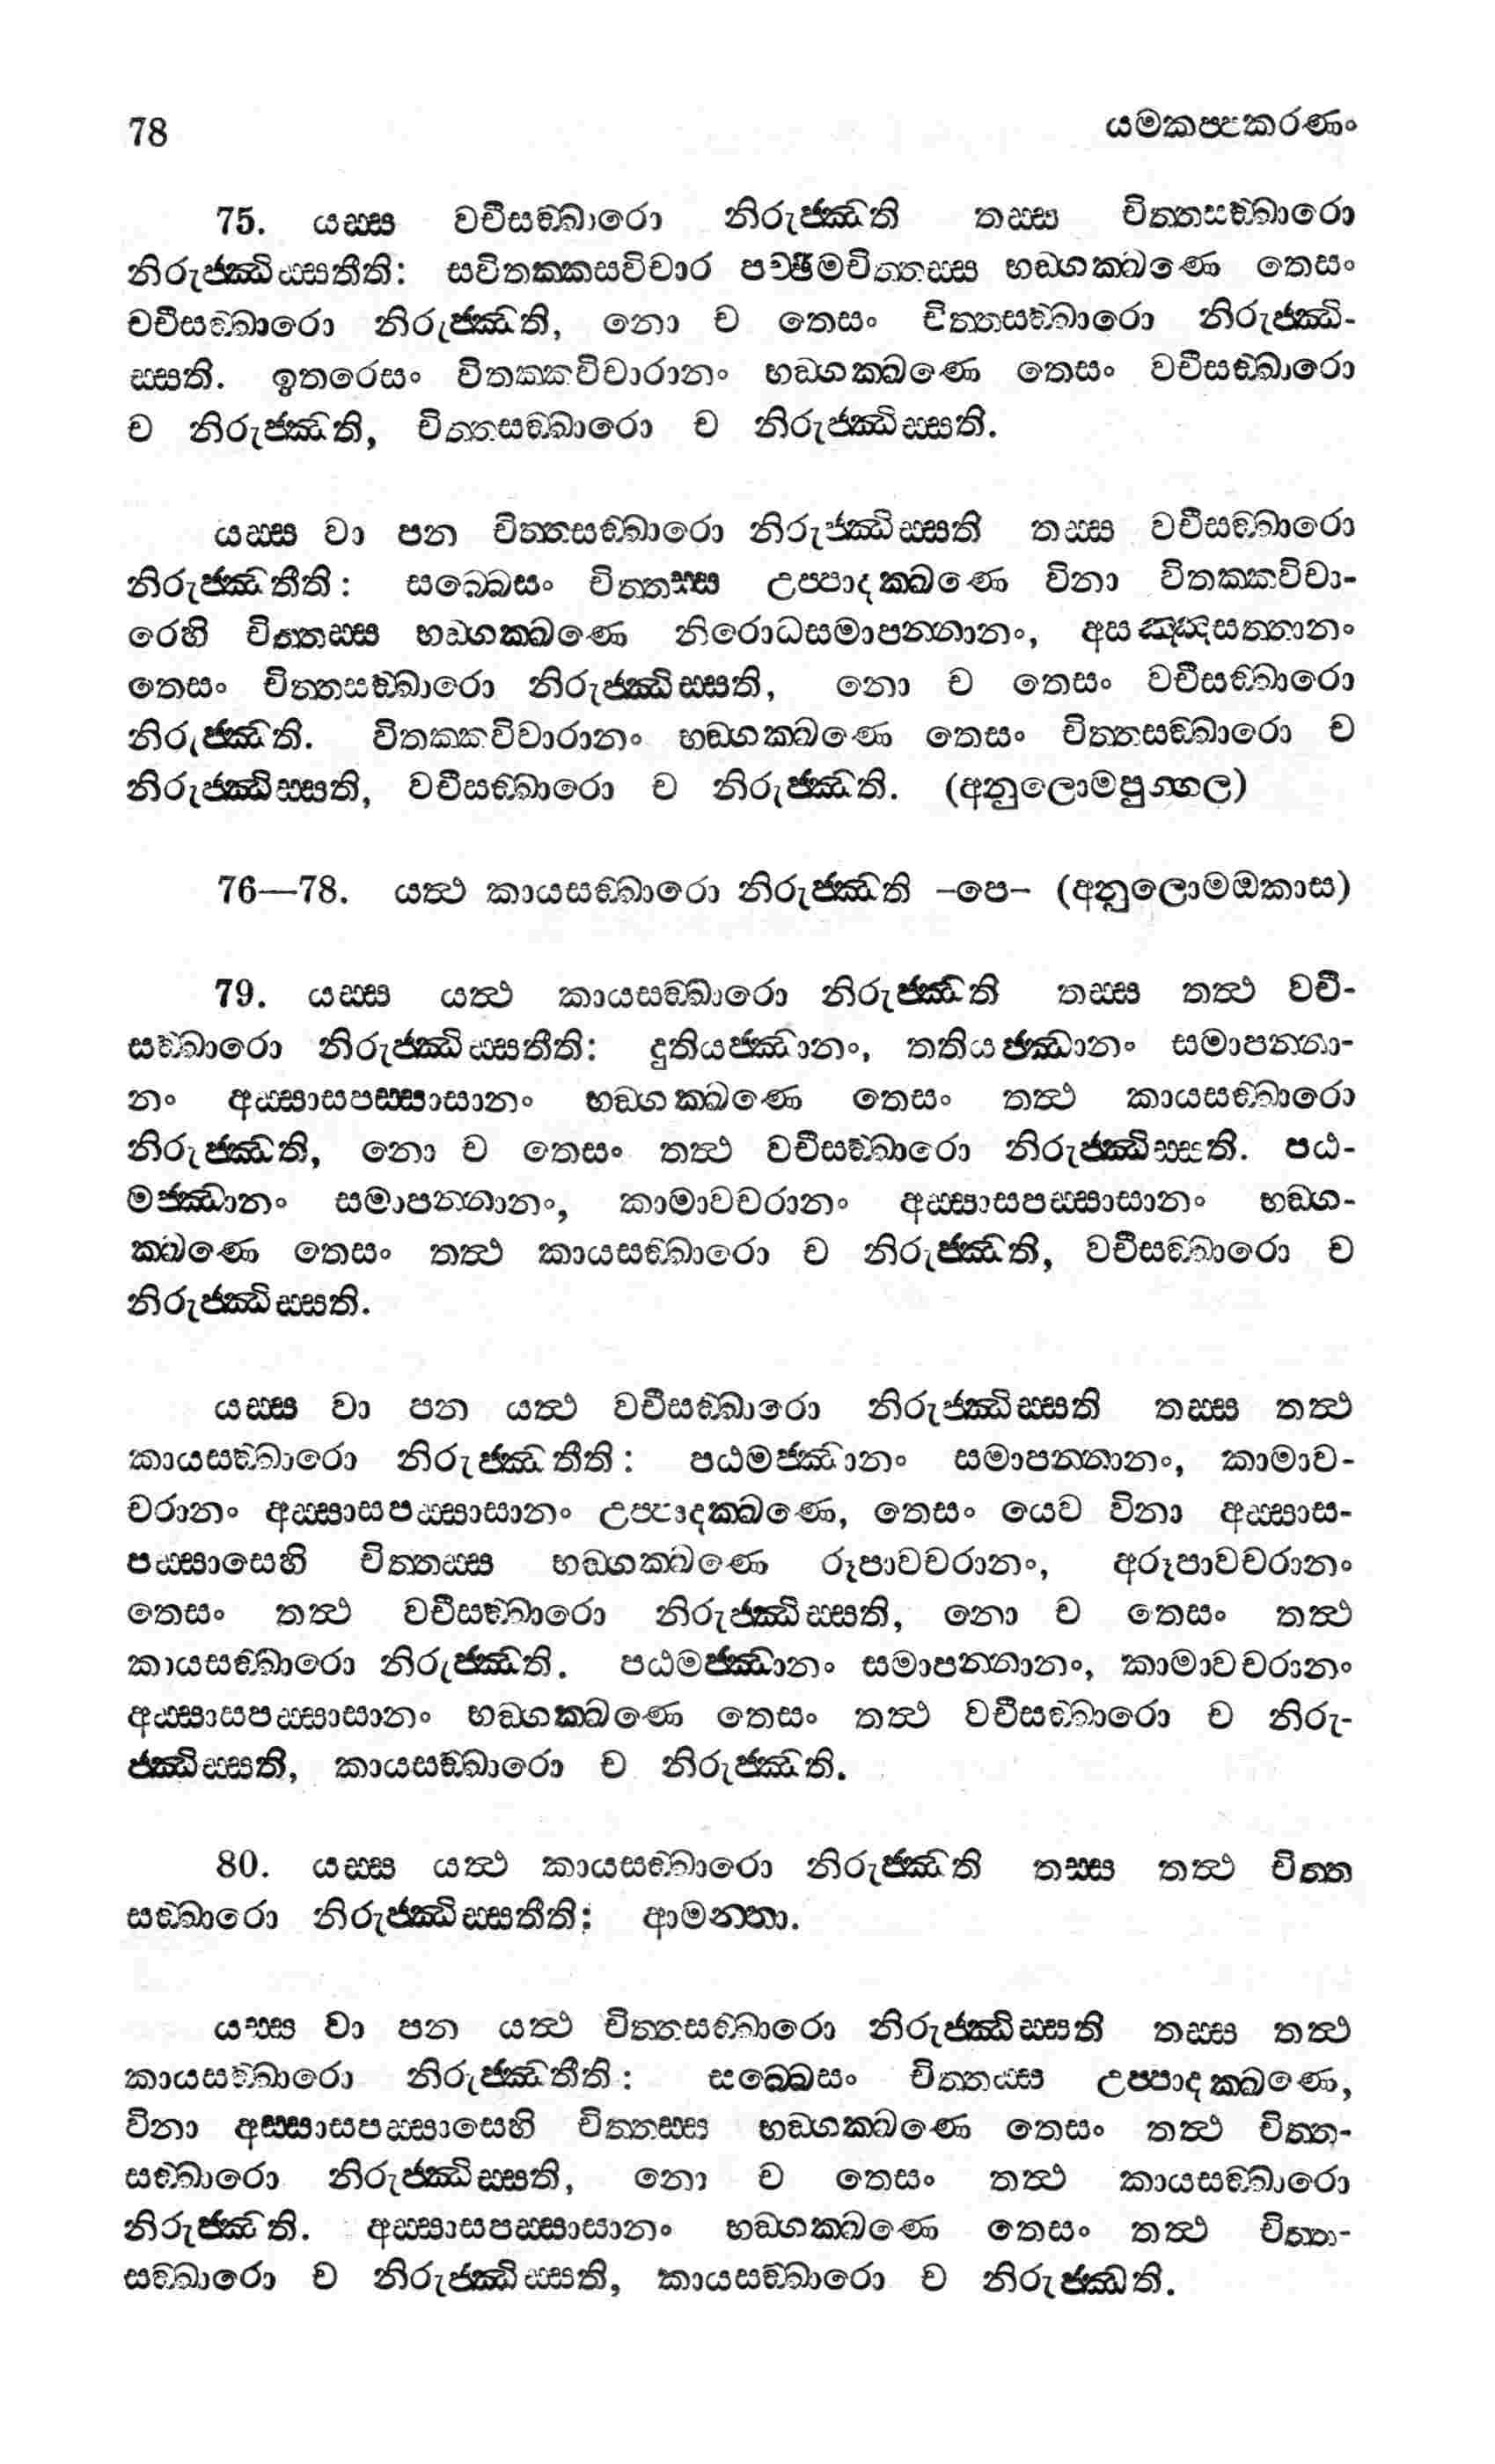 78 යමකප්පකරණං
75. යස්ස වචීසඞ්ඛාරො නිරුජ්ඣති තස්ස චිත්තසඞ්ඛාරො
නිරුජ්ඣිස්සතීති: සවිතක්කසවිචාර පච්ඡිමචිත්තස්ස භඞ්ගක්ඛණෙ තෙසං
වචීසඞ්ඛාරො නිරුජ්ඣති, නො ච තෙසං චිත්තසඞ්ඛාරො නිරුජ්ඣි-
ස්සති. ඉතරෙසං විතක්කවිචාරානං භඞ්ගක්ඛණෙ තෙසං වචීසඞ්ඛාරො
ච නිරුජ්ඣති, චිත්තසඞ්ඛාරො ච නිරුජ්ඣිස්සති.
යස්ස වා පන චිත්තසඞ්ඛාරො නිරුජ්ඣිස්සති තස්ස වචීසඞ්ඛාරො
නිරුජ්ඣතීති: සබ්බෙසං චිත්තස්ස උප්පාදක්ඛණෙ විනා විතක්කවිචා-
රෙහි චිත්තස්ස භඞ්ගක්ඛණෙ නිරොධසමාපන්නානං, අසඤ්ඤසත්තානං
තෙසං චිත්තසඞ්ඛාරො නිරුජ්ඣිස්සති, නො ච තෙසං වචීසඞ්ඛාරො
නිරුජ්ඣති. විතක්කවිචාරානං භඞ්ගක්ඛණෙ තෙසං චිත්තසඞ්ඛාරො ච
නිරුජ්ඣිස්සති, වචීසඞ්ඛාරො ච නිරුජ්ඣති. (අනුලොමපුග්ගල)
76—78. යත්ථ කායසඞ්ඛාරො නිරුජ්ඣති -පෙ- (අනුලොමඔකාස)
79. යස්ස යත්ථ කායසඞ්ඛාරො නිරුජ්ඣති තස්ස තත්ථ වචී-
සඞ්ඛාරො නිරුජ්ඣිස්සතීති: දුතියජ්ඣානං, තතියජ්ඣානං සමාපන්නා-
නං අස්සාසපස්සාසානං භඞ්ගක්ඛණෙ තෙසං තත්ථ කායසඞ්ඛාරො
නිරුජ්ඣති, නො ච තෙසං තත්ථ වචීසඞ්ඛාරො නිරුජ්ඣිස්සති. පඨ-
මජ්ඣානං සමාපන්නානං, කාමාවචරානං අස්සාසපස්සාසානං භඞ්ග-
ක්ඛණෙ තෙසං තත්ථ කායසඞ්ඛාරො ච නිරුජ්ඣති, වචීසඞ්ඛාරො ච
නිරුජ්ඣිස්සති.
යස්ස වා පන යත්ථ වචීසඞ්ඛාරො නිරුජ්ඣිස්සති තස්ස තත්ථ
කායසඞ්ඛාරො නිරුජ්ඣතීති: පඨමජ්ඣානං සමාපන්නානං, කාමාව-
චරානං අස්සාසපස්සාසානං උප්පාදක්ඛණෙ, තෙසං යෙව විනා අස්සාස-
පස්සාසෙහි චිත්තස්ස භඞ්ගක්ඛණෙ රූපාවචරානං, අරූපාවචරානං
තෙසං තත්ථ වචීසඞ්ඛාරො නිරුජ්ඣිස්සති, නො ච තෙසං තත්ථ
කායසඞ්ඛාරො නිරුජ්ඣති. පඨමජ්ඣානං සමාපන්නානං, කාමාවචරානං
අස්සාසපස්සාසානං භඞ්ගක්ඛණෙ තෙසං තත්ථ වචීසඞ්ඛාරො ච නිරු-
ජ්ඣිස්සති, කායසඞ්ඛාරො ච නිරුජ්ඣති.
80. යස්ස යත්ථ කායසඞ්ඛාරො නිරුජ්ඣති තස්ස තත්ථ චිත්ත
සඞ්ඛාරො නිරුජ්ඣිස්සතීති: ආමන්තා.
යස්ස වා පන යත්ථ චිත්තසඞ්ඛාරො නිරුජ්ඣිස්සති තස්ස තත්ථ
කායසඞ්ඛාරො නිරුජ්ඣතීති: සබ්බෙසං චිත්තස්ස උප්පාදක්ඛණෙ,
විනා අස්සාසපස්සාසෙහි චිත්තස්ස භඞ්ගක්ඛණෙ තෙසං තත්ථ චිත්ත-
සඞ්ඛාරො නිරුජ්ඣිස්සති, නො ච තෙසං තත්ථ කායසඞ්ඛාරො
නිරුජ්ඣති. අස්සාසපස්සාසානං භඞ්ගක්ඛණෙ තෙසං තත්ථ චිත්ත-
සඞ්ඛාරො ච නිරුජ්ඣිස්සති, කායසඞ්ඛාරො ච නිරුජ්ඣති.